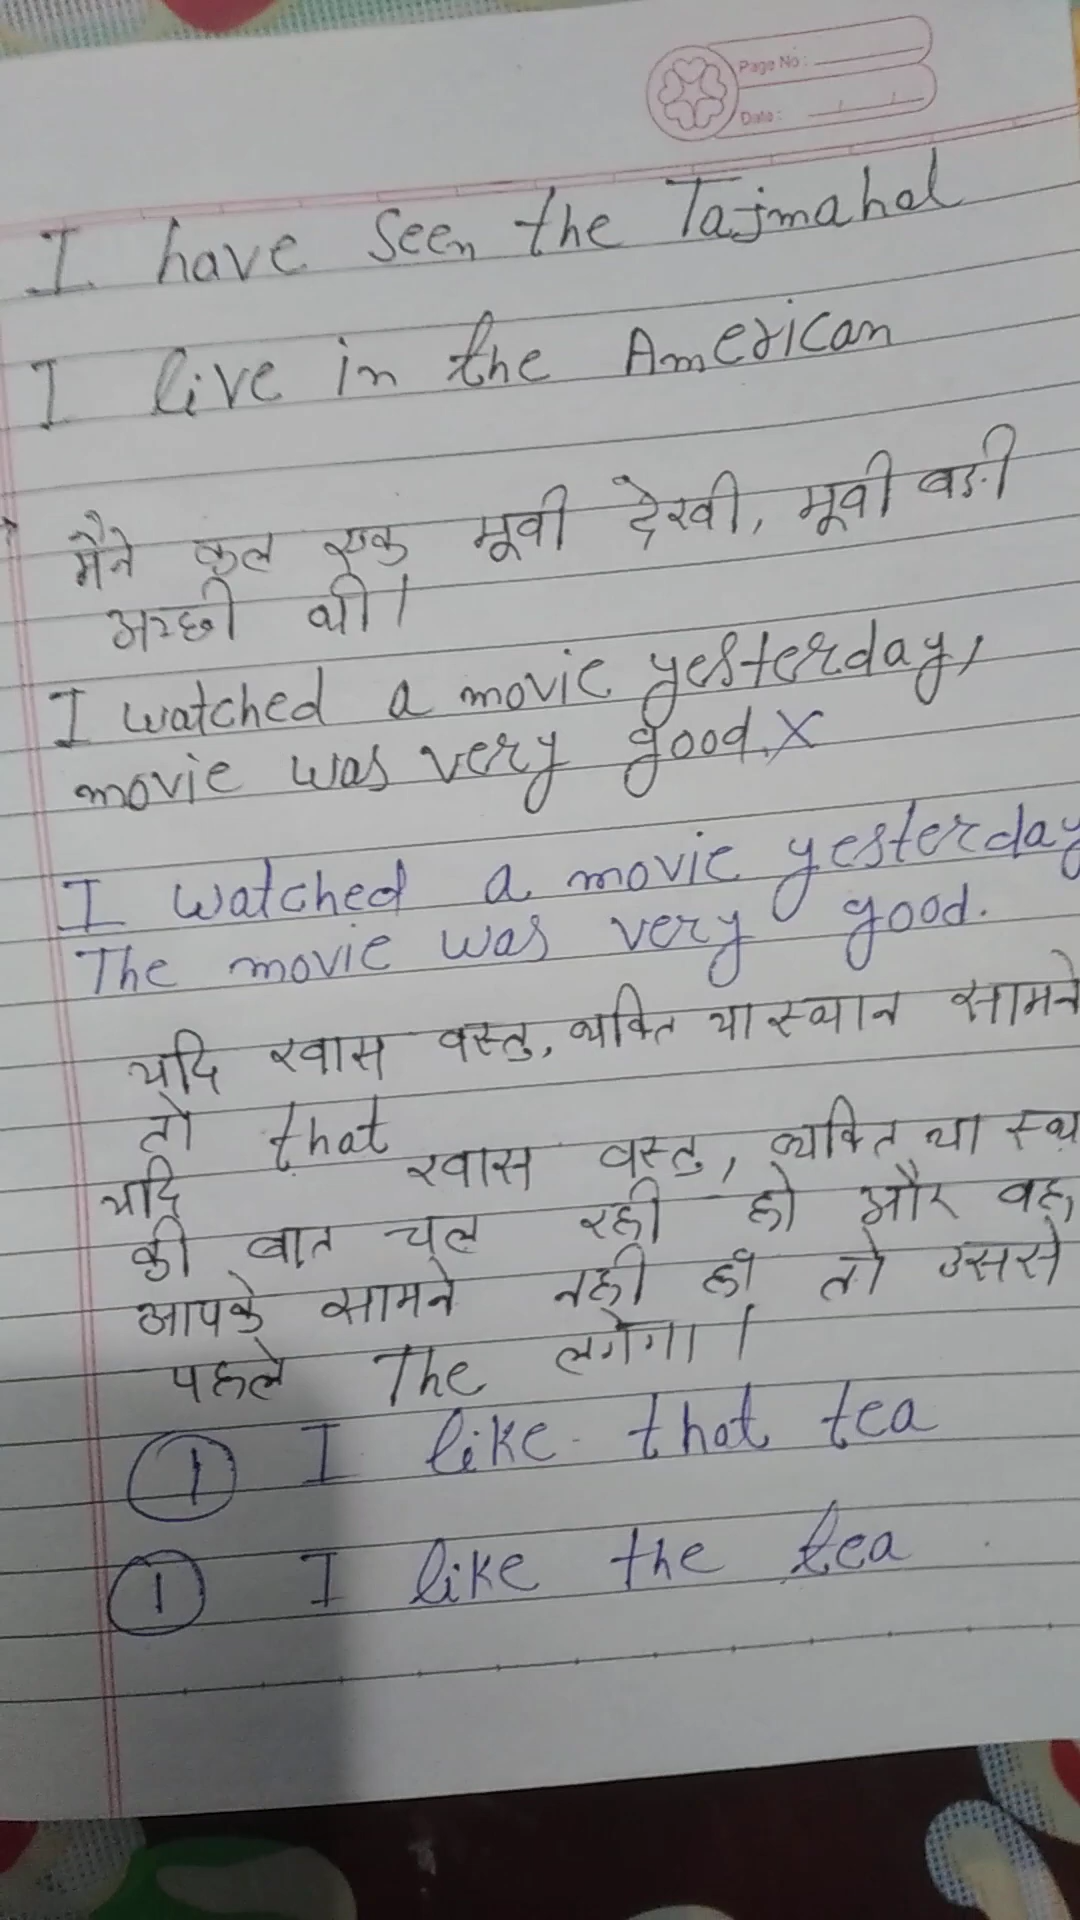 Page No :
Date :
I have seen the Tajmahal
I live in the American
मैने कल एक मूवी देखी, मूवी बड़ी
अच्छी थी।
I watched a movie yesterday,
movie was very good. X
I watched a movie yesterday
The movie was very good.
यदि खास वस्तु, व्यक्ति या स्थान सामने
तो that
यदि खास वस्तु, व्यक्ति या
की बात चल रही हो और वह
आपके सामने नही हो तो उससे
पहले The लगेगा।
1 I like that tea
1 I like the tea